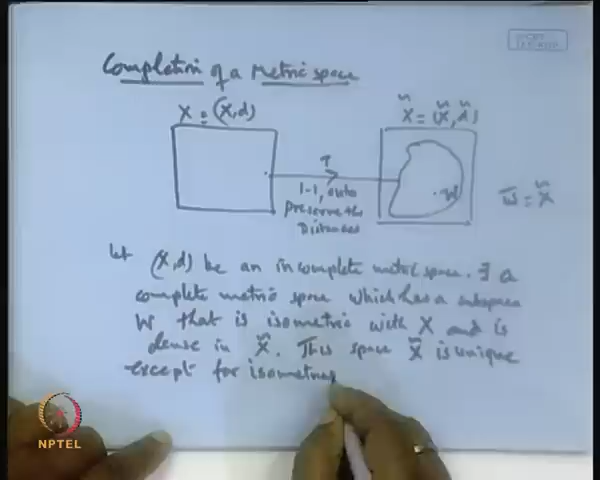 Completion of a Metric space
X = (X,d)
X̃ = (X̃, d̃)
T
1-1, onto
Preserve the
Distances
W
W̄ = X̃
Let (X,d) be an incomplete metric space. ∃ a
complete metric space which has a subspace
W that is isometric with X and is
dense in X̃. This space X̃ is unique
except for isometries
NPTEL